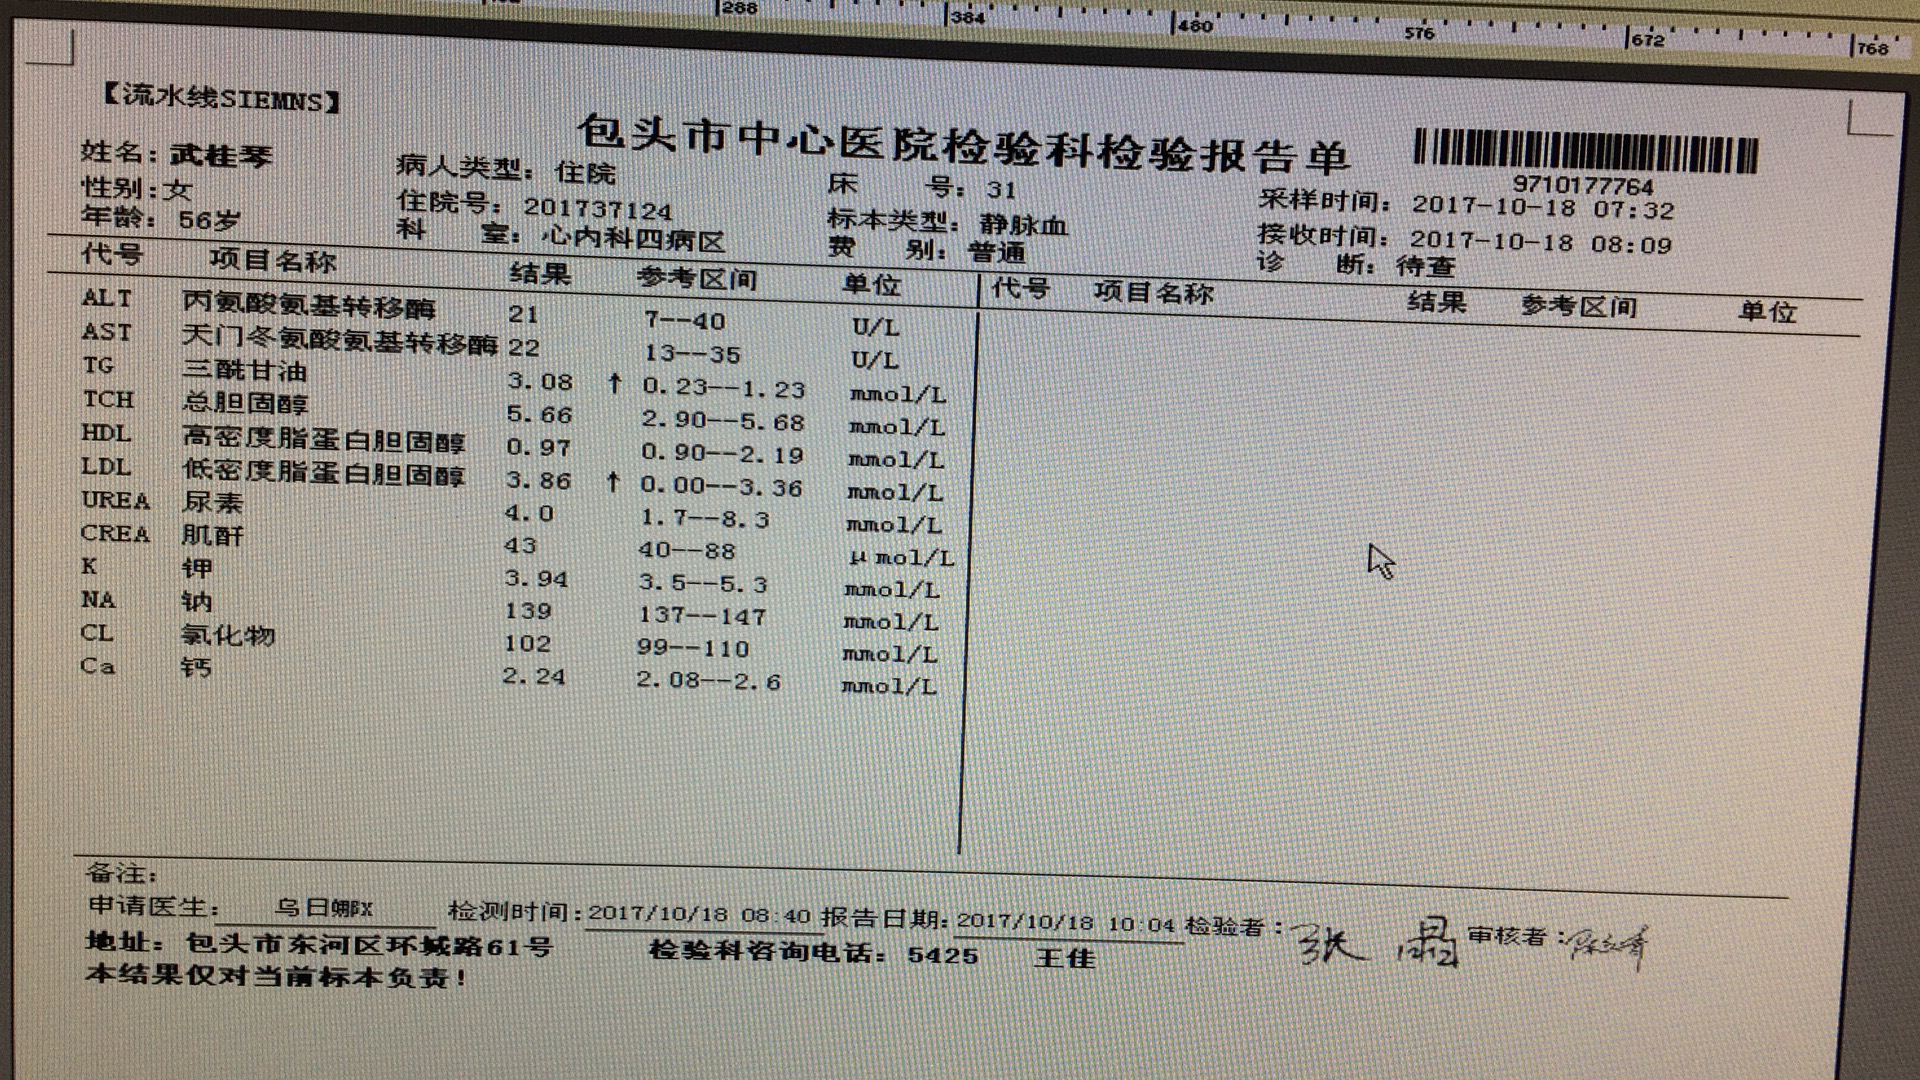 288 384 480 576 672 768
【流水线SIEMNS】
包头市中心医院检验科检验报告单
9710177764
姓名: 武桂琴 病人类型: 住院 床 号: 31 采样时间: 2017-10-18 07:32
性别:女 住院号: 201737124 标本类型: 静脉血 接收时间: 2017-10-18 08:09
年龄: 56岁 科 室: 心内科四病区 费 别: 普通 诊 断: 待查
代号 项目名称 结果 参考区间 单位 代号 项目名称 结果 参考区间 单位
ALT 丙氨酸氨基转移酶 21 7--40 U/L
AST 天门冬氨酸氨基转移酶 22 13--35 U/L
TG 三酰甘油 3.08 ↑ 0.23--1.23 mmol/L
TCH 总胆固醇 5.66 2.90--5.68 mmol/L
HDL 高密度脂蛋白胆固醇 0.97 0.90--2.19 mmol/L
LDL 低密度脂蛋白胆固醇 3.86 ↑ 0.00--3.36 mmol/L
UREA 尿素 4.0 1.7--8.3 mmol/L
CREA 肌酐 43 40--88 μmol/L
K 钾 3.94 3.5--5.3 mmol/L
NA 钠 139 137--147 mmol/L
CL 氯化物 102 99--110 mmol/L
Ca 钙 2.24 2.08--2.6 mmol/L
备注:
申请医生: 乌日娜X 检测时间:2017/10/18 08:40 报告日期:2017/10/18 10:04 检验者: 张晶 审核者:
地址: 包头市东河区环城路61号 检验科咨询电话: 5425 王佳
本结果仅对当前标本负责!